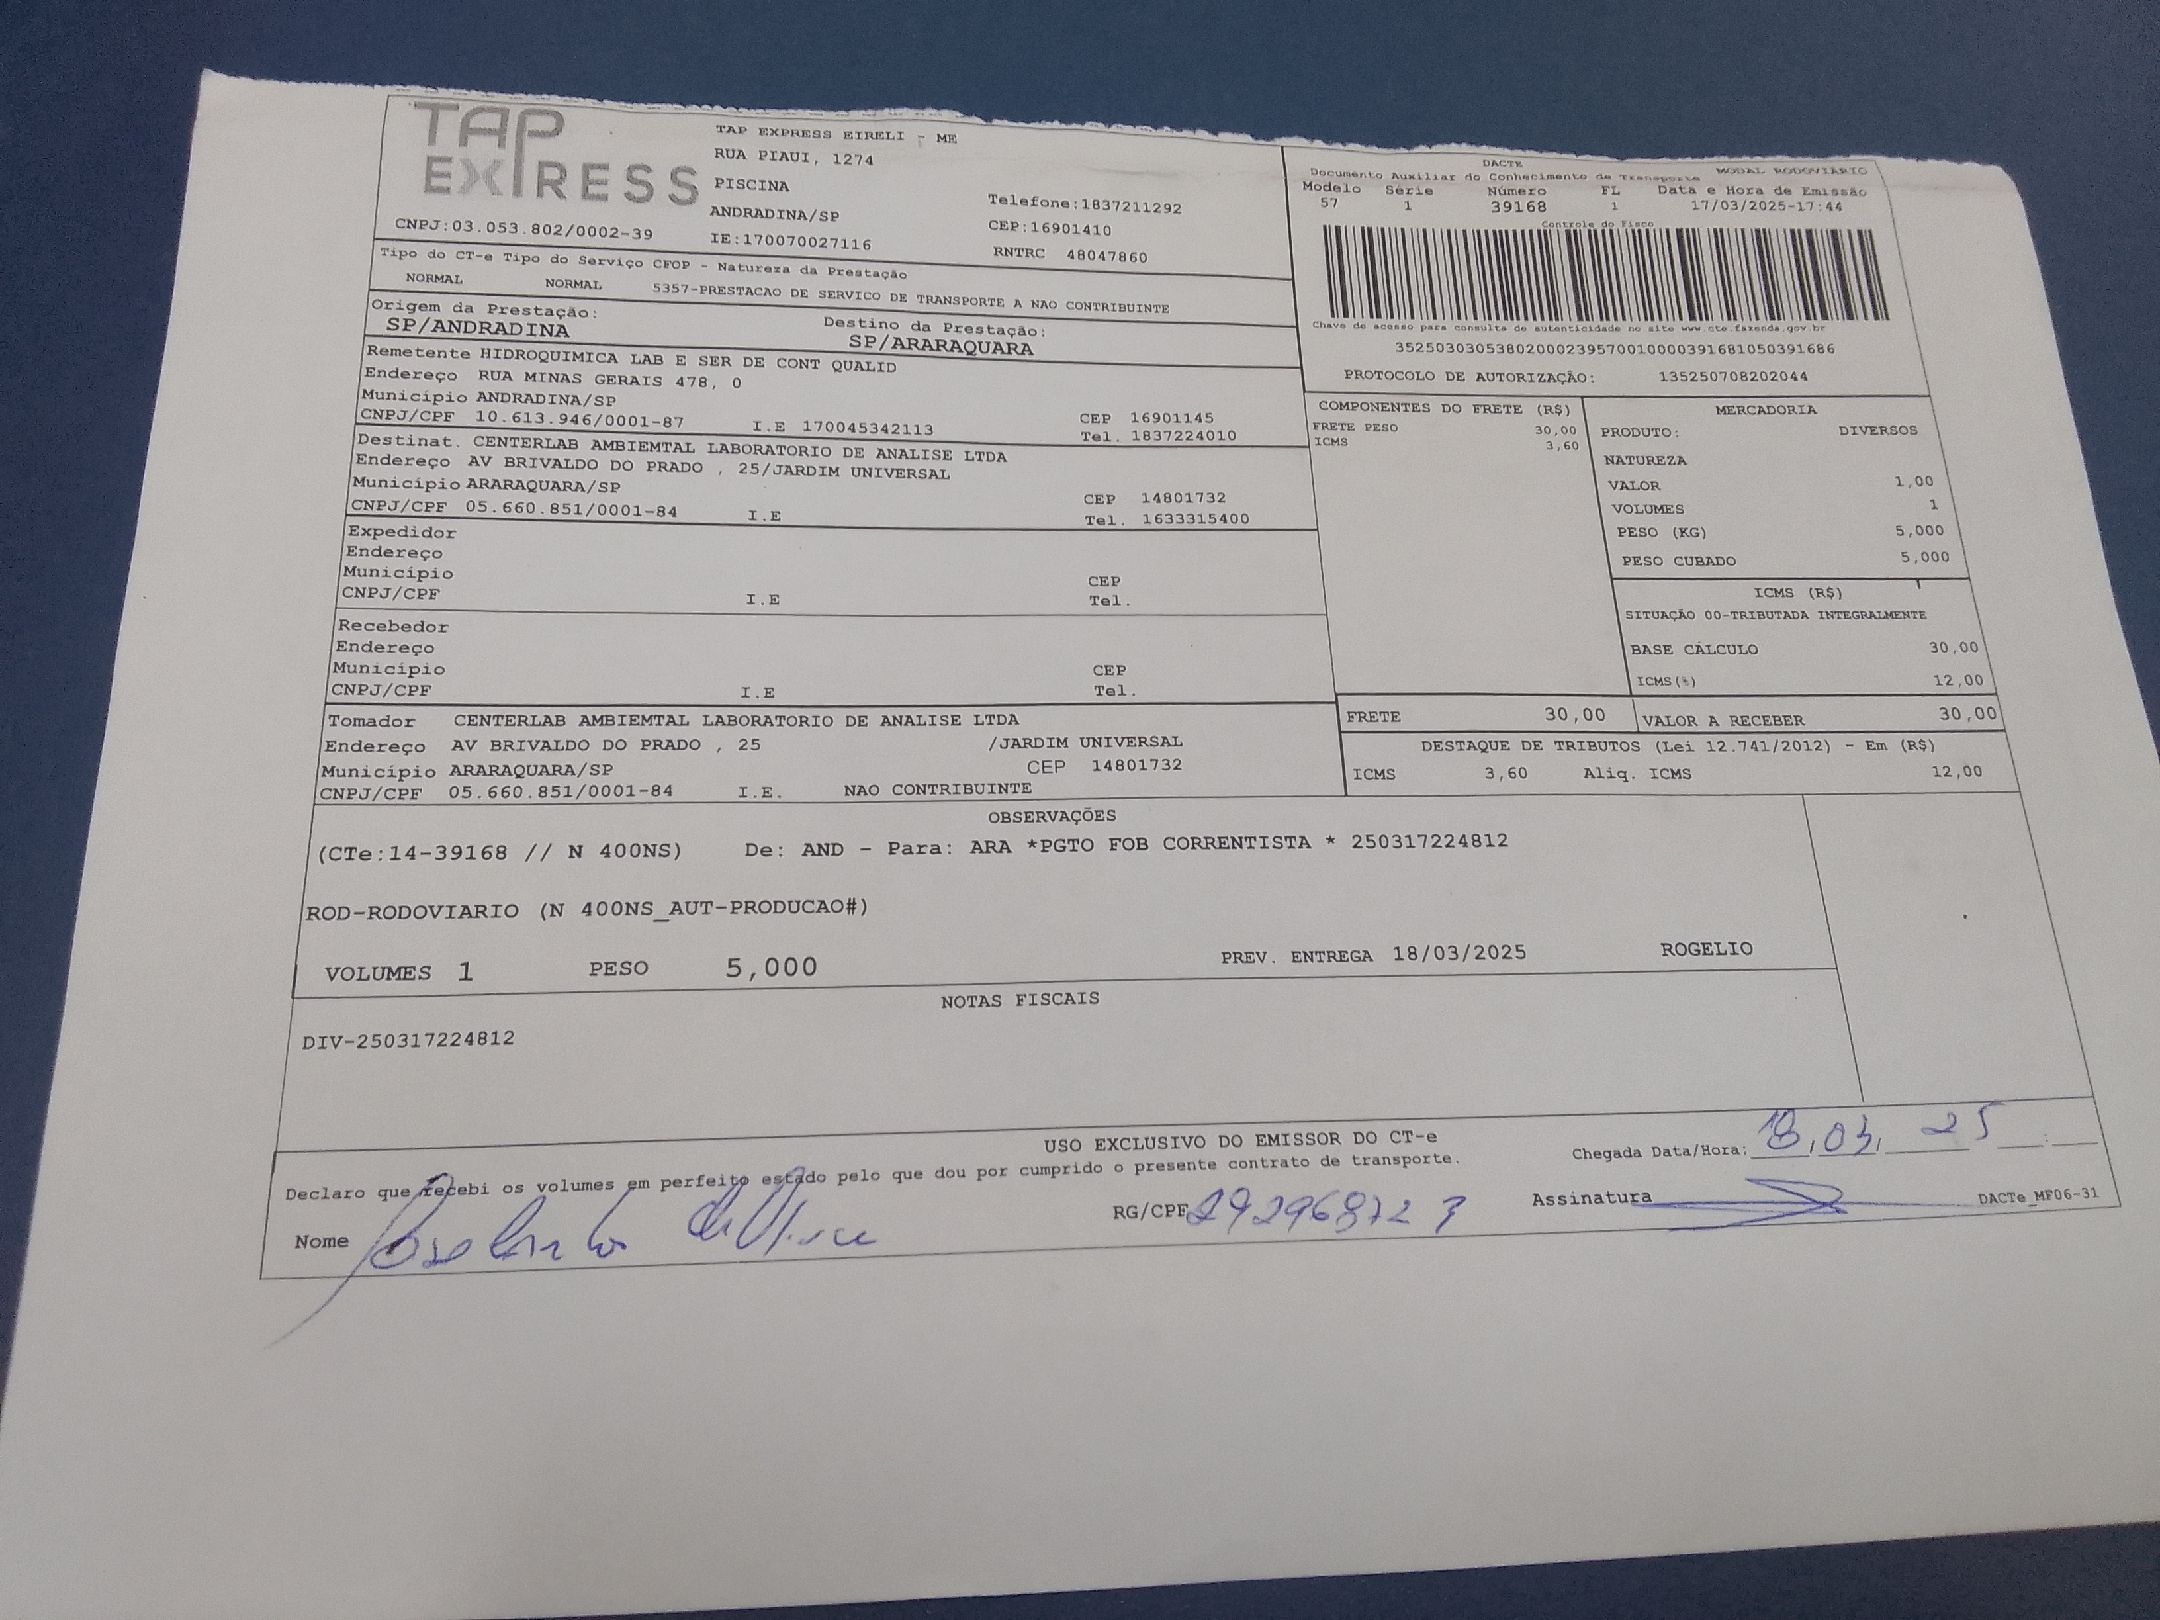 TAP EXPRESS
TAP EXPRESS EIRELI - ME
RUA PIAUI, 1274
PISCINA
ANDRADINA/SP
Telefone:1837211292
CEP:16901410
CNPJ:03.053.802/0002-39 IE:170070027116 RNTRC 48047860
DACTE
Documento Auxiliar do Conhecimento de Transporte MODAL RODOVIARIO
Modelo Série Número FL Data e Hora de Emissão
57 1 39168 1 17/03/2025-17:44
Controle do Fisco
Chave de acesso para consulta de autenticidade no site www.cte.fazenda.gov.br
35250303053802000239570010000391681050391686
PROTOCOLO DE AUTORIZAÇÃO: 135250708202044
Tipo do CT-e Tipo do Serviço CFOP - Natureza da Prestação
NORMAL NORMAL 5357-PRESTACAO DE SERVICO DE TRANSPORTE A NAO CONTRIBUINTE
Origem da Prestação: Destino da Prestação:
SP/ANDRADINA SP/ARARAQUARA
Remetente HIDROQUIMICA LAB E SER DE CONT QUALID
Endereço RUA MINAS GERAIS 478, 0
Município ANDRADINA/SP CEP 16901145
CNPJ/CPF 10.613.946/0001-87 I.E 170045342113 Tel. 1837224010
Destinat. CENTERLAB AMBIEMTAL LABORATORIO DE ANALISE LTDA
Endereço AV BRIVALDO DO PRADO , 25/JARDIM UNIVERSAL
Município ARARAQUARA/SP CEP 14801732
CNPJ/CPF 05.660.851/0001-84 I.E Tel. 1633315400
Expedidor
Endereço
Município CEP
CNPJ/CPF I.E Tel.
Recebedor
Endereço
Município CEP
CNPJ/CPF I.E Tel.
Tomador CENTERLAB AMBIEMTAL LABORATORIO DE ANALISE LTDA
Endereço AV BRIVALDO DO PRADO , 25 /JARDIM UNIVERSAL
Município ARARAQUARA/SP CEP 14801732
CNPJ/CPF 05.660.851/0001-84 I.E. NAO CONTRIBUINTE
COMPONENTES DO FRETE (R$)
FRETE PESO 30,00
ICMS 3,60
MERCADORIA
PRODUTO: DIVERSOS
NATUREZA
VALOR 1,00
VOLUMES 1
PESO (KG) 5,000
PESO CUBADO 5,000
ICMS (R$)
SITUAÇÃO 00-TRIBUTADA INTEGRALMENTE
BASE CÁLCULO 30,00
ICMS(%) 12,00
FRETE 30,00 VALOR A RECEBER 30,00
DESTAQUE DE TRIBUTOS (Lei 12.741/2012) - Em (R$)
ICMS 3,60 Aliq. ICMS 12,00
OBSERVAÇÕES
(CTe:14-39168 // N 400NS) De: AND - Para: ARA *PGTO FOB CORRENTISTA * 250317224812
ROD-RODOVIARIO (N 400NS_AUT-PRODUCAO#)
VOLUMES 1 PESO 5,000 PREV. ENTREGA 18/03/2025 ROGELIO
NOTAS FISCAIS
DIV-250317224812
USO EXCLUSIVO DO EMISSOR DO CT-e
Declaro que recebi os volumes em perfeito estado pelo que dou por cumprido o presente contrato de transporte.
Chegada Data/Hora: 18,03, 25 :
Nome RG/CPF 292968723 Assinatura DACTe_MF06-31